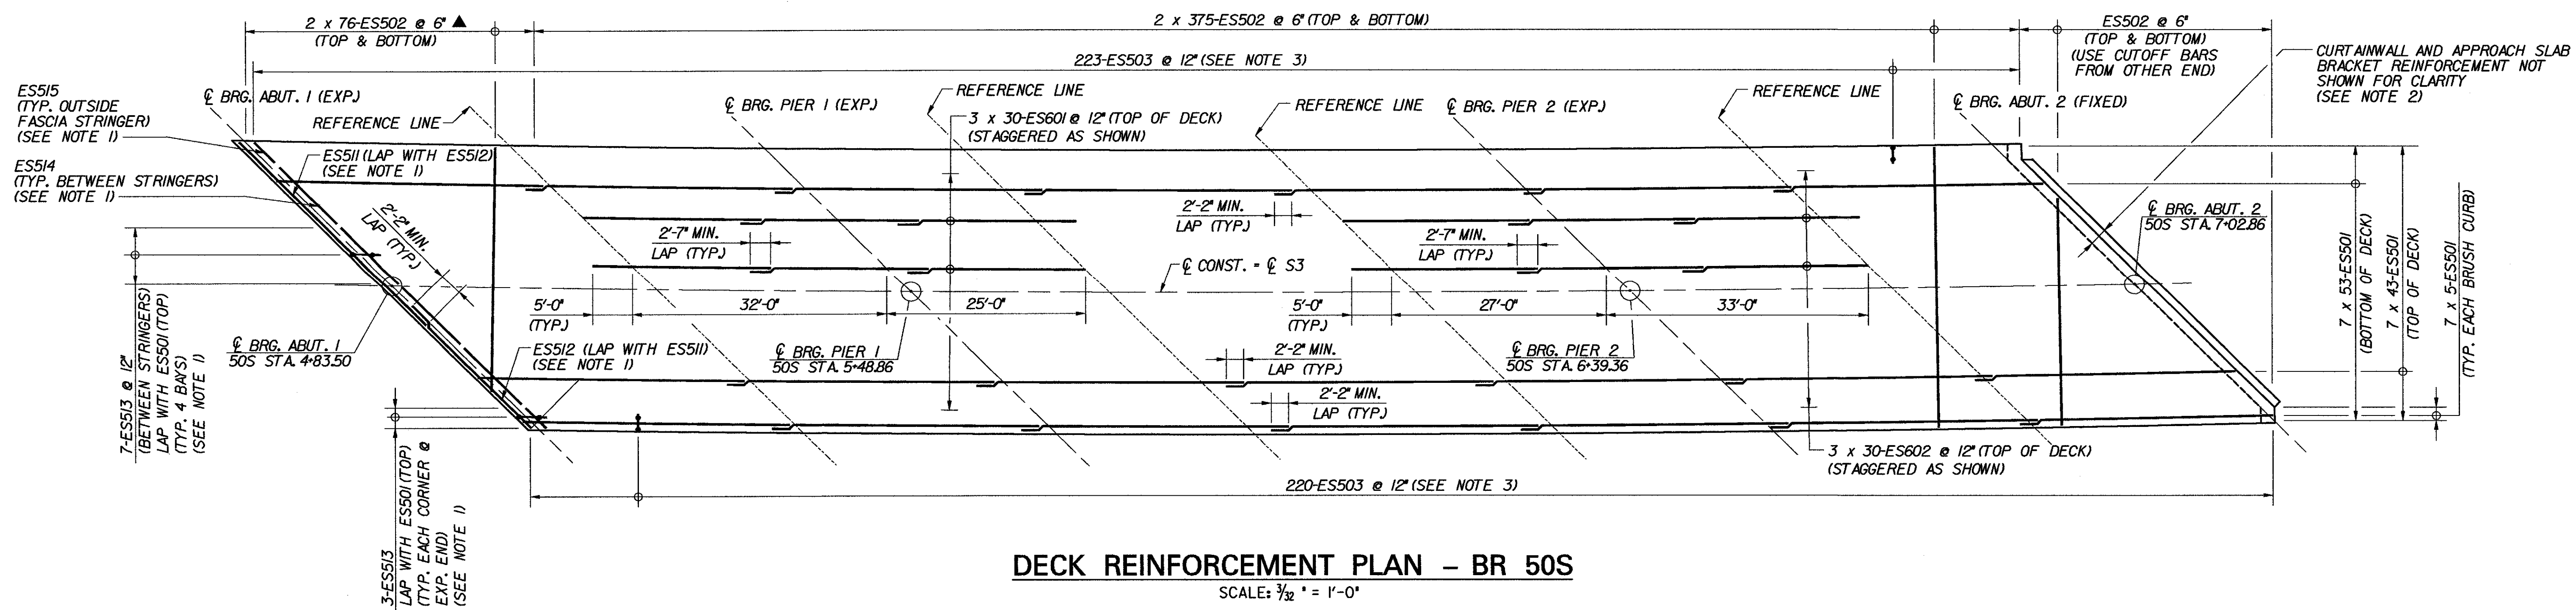 2 x 76-ES502 @ 6" ▲
(TOP & BOTTOM)
2 x 375-ES502 @ 6" (TOP & BOTTOM)
ES502 @ 6"
(TOP & BOTTOM)
(USE CUTOFF BARS
FROM OTHER END)
CURTAINWALL AND APPROACH SLAB
BRACKET REINFORCEMENT NOT
SHOWN FOR CLARITY
(SEE NOTE 2)
223-ES503 @ 12" (SEE NOTE 3)
ES515
(TYP. OUTSIDE
FASCIA STRINGER)
(SEE NOTE 1)
℄ BRG. ABUT. 1 (EXP.)
REFERENCE LINE
℄ BRG. PIER 1 (EXP.)
REFERENCE LINE
3 x 30-ES601 @ 12" (TOP OF DECK)
(STAGGERED AS SHOWN)
REFERENCE LINE
℄ BRG. PIER 2 (EXP.)
REFERENCE LINE
℄ BRG. ABUT. 2 (FIXED)
ES514
(TYP. BETWEEN STRINGERS)
(SEE NOTE 1)
ES511 (LAP WITH ES512)
(SEE NOTE 1)
2'-2" MIN.
LAP (TYP.)
2'-7" MIN.
LAP (TYP.)
2'-2" MIN.
LAP (TYP.)
2'-7" MIN.
LAP (TYP.)
℄ BRG. ABUT. 2
50S STA. 7+02.86
℄ CONST. = ℄ S3
5'-0"
(TYP.)
32'-0"
25'-0"
5'-0"
(TYP.)
27'-0"
33'-0"
7 x 53-ES501
(BOTTOM OF DECK)
7 x 43-ES501
(TOP OF DECK)
7 x 5-ES501
(TYP. EACH BRUSH CURB)
7-ES513 @ 12"
(BETWEEN STRINGERS)
LAP WITH ES501 (TOP)
(TYP. 4 BAYS)
(SEE NOTE 1)
℄ BRG. ABUT. 1
50S STA. 4+83.50
ES512 (LAP WITH ES511)
(SEE NOTE 1)
℄ BRG. PIER 1
50S STA. 5+48.86
2'-2" MIN.
LAP (TYP.)
2'-2" MIN.
LAP (TYP.)
℄ BRG. PIER 2
50S STA. 6+39.36
3 x 30-ES602 @ 12" (TOP OF DECK)
(STAGGERED AS SHOWN)
3-ES513
LAP WITH ES501 (TOP)
(TYP. EACH CORNER @
EXP. END)
(SEE NOTE 1)
220-ES503 @ 12" (SEE NOTE 3)
DECK REINFORCEMENT PLAN - BR 50S
SCALE: 3/32 " = 1'-0"